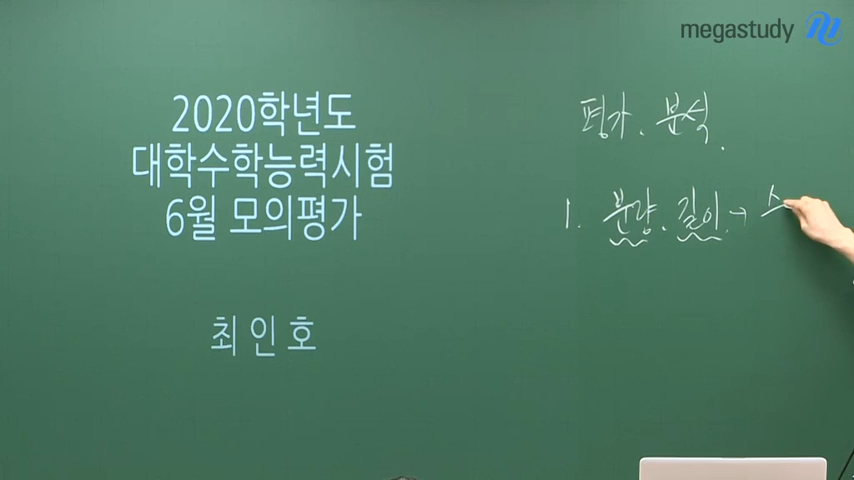 megastudy
2020학년도
대학수학능력시험
6월 모의평가
최 인 호
평가. 분석.
1. 분량. 길이. → 스